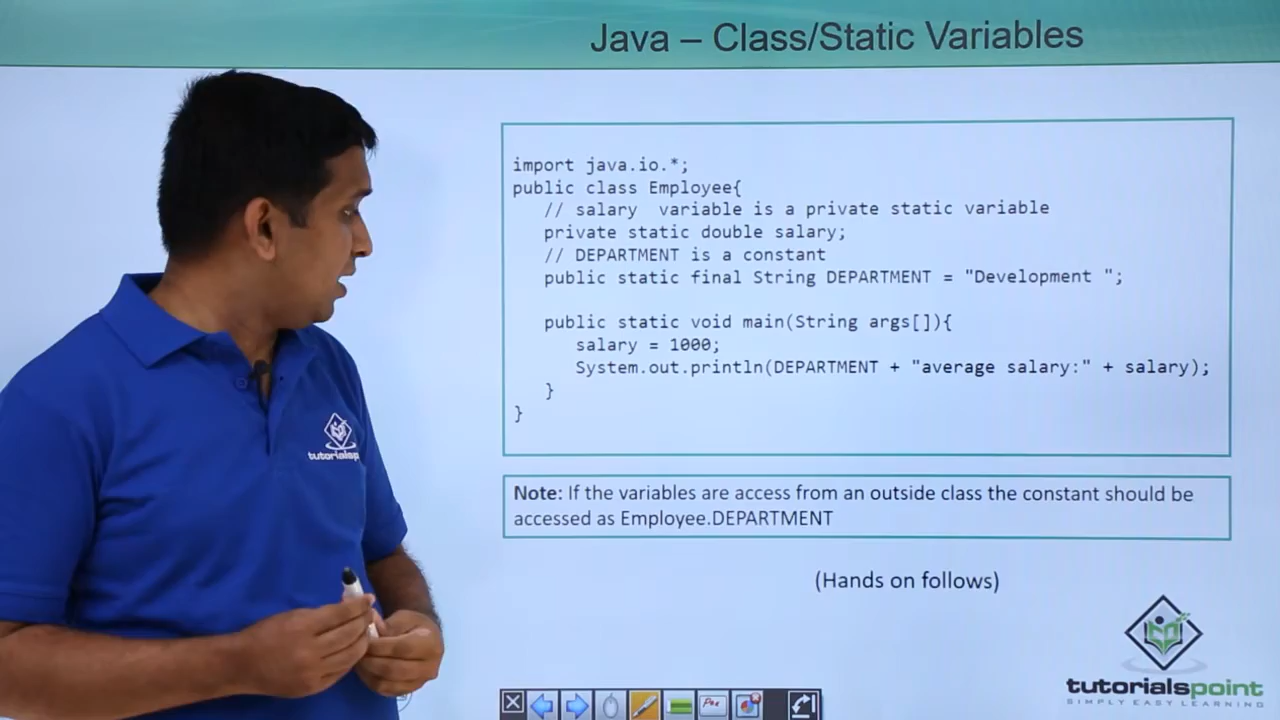 Java – Class/Static Variables
import java.io.*;
public class Employee{
// salary  variable is a private static variable
private static double salary;
// DEPARTMENT is a constant
public static final String DEPARTMENT = "Development ";
public static void main(String args[]){
salary = 1000;
System.out.println(DEPARTMENT + "average salary:" + salary);
}
}
Note: If the variables are access from an outside class the constant should be
accessed as Employee.DEPARTMENT
(Hands on follows)
tutorialsp
tutorialspoint
SIMPLY EASY LEARNING
Pen